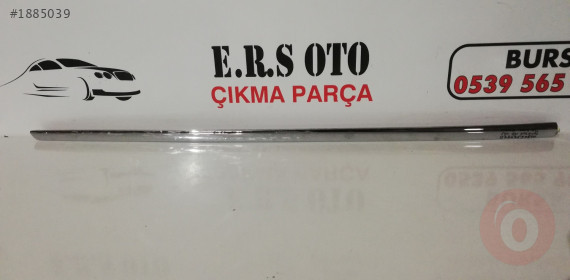 #1885039
E.R.S OTO
ÇIKMA PARÇA
BURS
0539 565